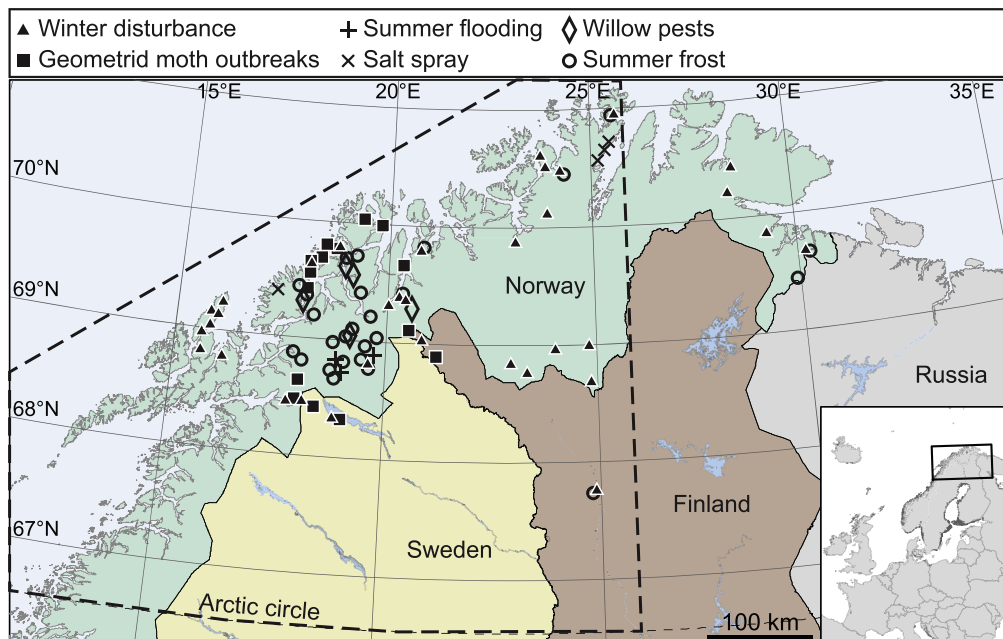 Winter disturbance Summer flooding Willow pests
Geometrid moth outbreaks Salt spray Summer frost
15°E 20°E 25°E 30°E 35°E
70°N
69°N
Norway
Russia
68°N
Finland
67°N
Sweden
Arctic circle
100 km